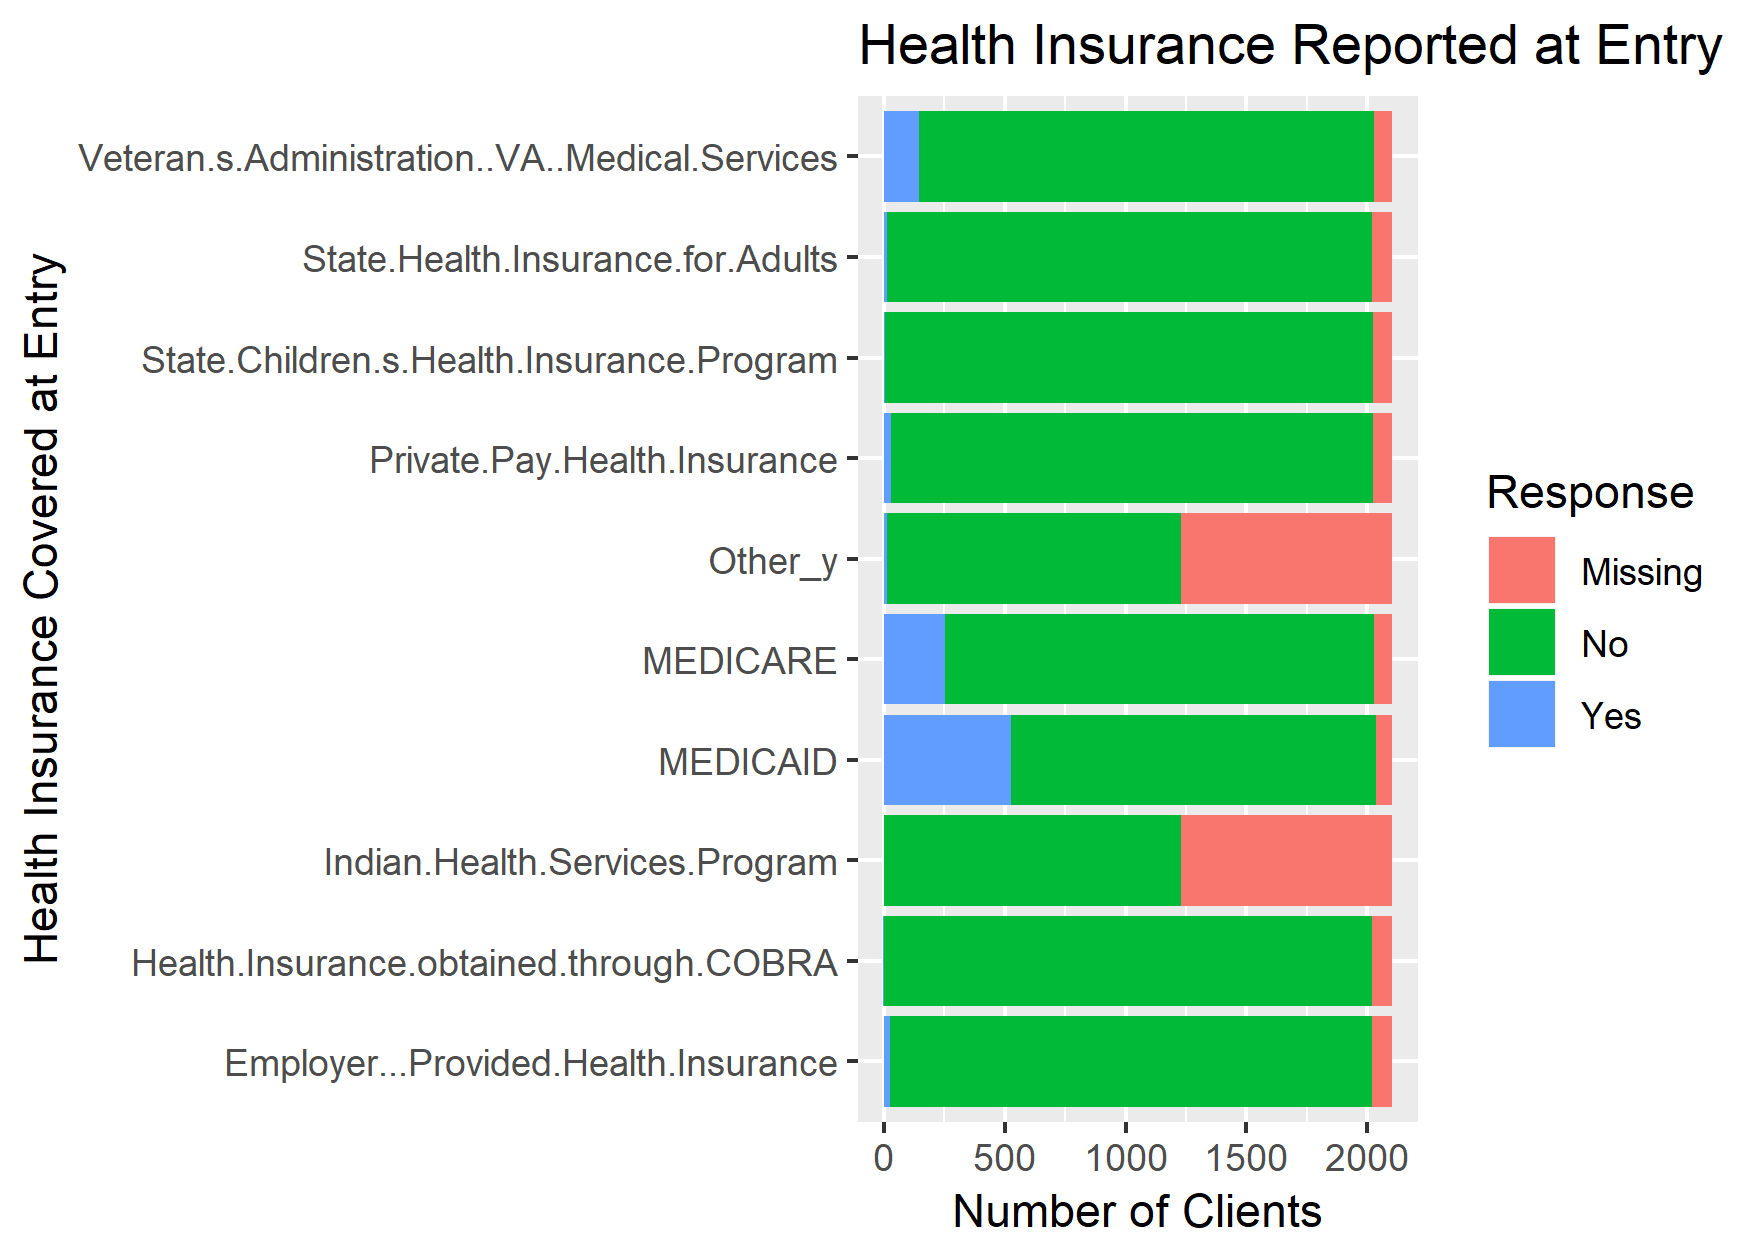 Health Insurance Reported at Entry
Health Insurance Covered at Entry
Veteran.s.Administration..VA..Medical.Services
State.Health.Insurance.for.Adults
State.Children.s.Health.Insurance.Program
Private.Pay.Health.Insurance
Other_y
MEDICARE
MEDICAID
Indian.Health.Services.Program
Health.Insurance.obtained.through.COBRA
Employer...Provided.Health.Insurance
0 500 1000 1500 2000
Number of Clients
Response
Missing
No
Yes